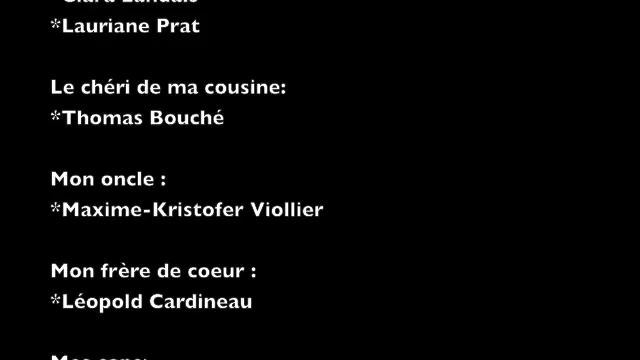 *Lauriane Prat
Le chéri de ma cousine:
*Thomas Bouché
Mon oncle :
*Maxime-Kristofer Viollier
Mon frère de coeur :
*Léopold Cardineau